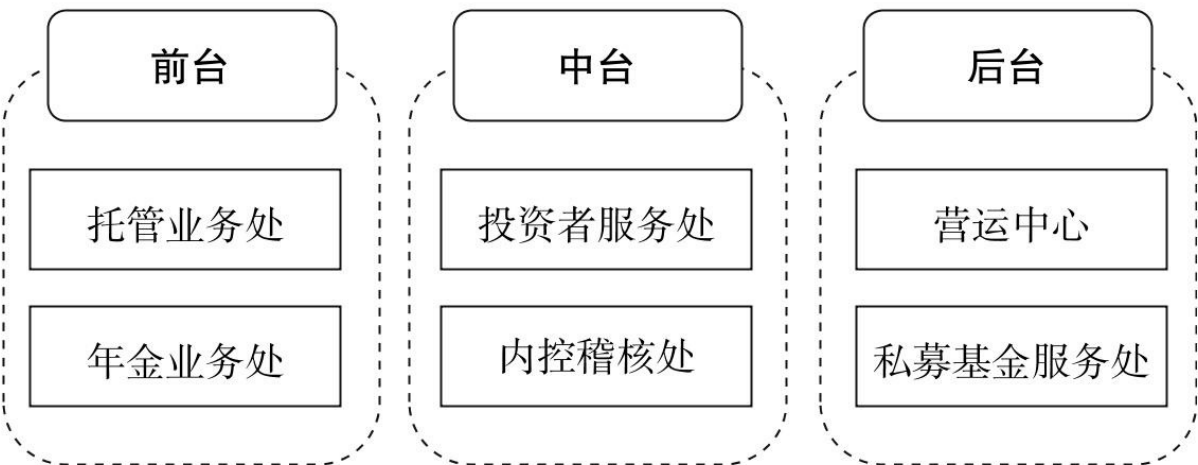 前台
托管业务处
年金业务处
中台
投资者服务处
内控稽核处
后台
营运中心
私募基金服务处